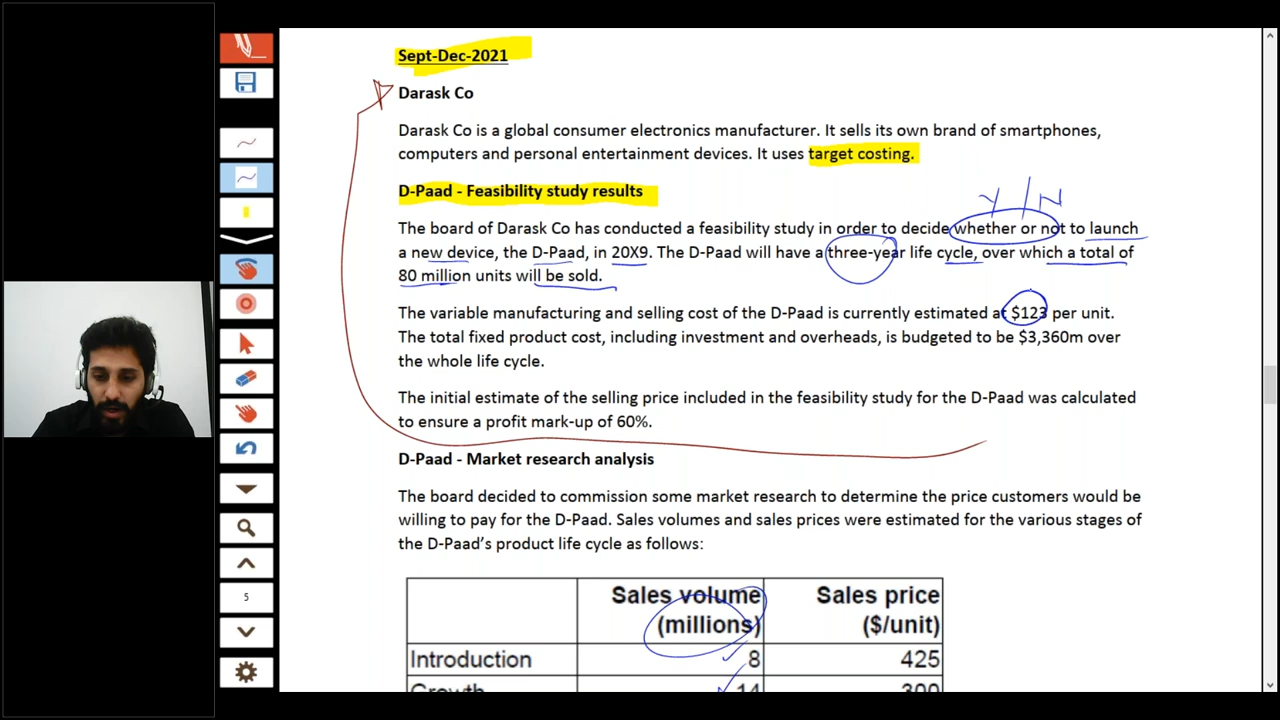 Sept-Dec-2021
Darask Co
Darask Co is a global consumer electronics manufacturer. It sells its own brand of smartphones,
computers and personal entertainment devices. It uses target costing.
D-Paad - Feasibility study results
Y / N
The board of Darask Co has conducted a feasibility study in order to decide whether or not to launch
a new device, the D-Paad, in 20X9. The D-Paad will have a three-year life cycle, over which a total of
80 million units will be sold.
The variable manufacturing and selling cost of the D-Paad is currently estimated at $123 per unit.
The total fixed product cost, including investment and overheads, is budgeted to be $3,360m over
the whole life cycle.
The initial estimate of the selling price included in the feasibility study for the D-Paad was calculated
to ensure a profit mark-up of 60%.
D-Paad - Market research analysis
The board decided to commission some market research to determine the price customers would be
willing to pay for the D-Paad. Sales volumes and sales prices were estimated for the various stages of
the D-Paad's product life cycle as follows:
Sales volume (millions) Sales price ($/unit)
Introduction 8 425
Growth 14 300
5